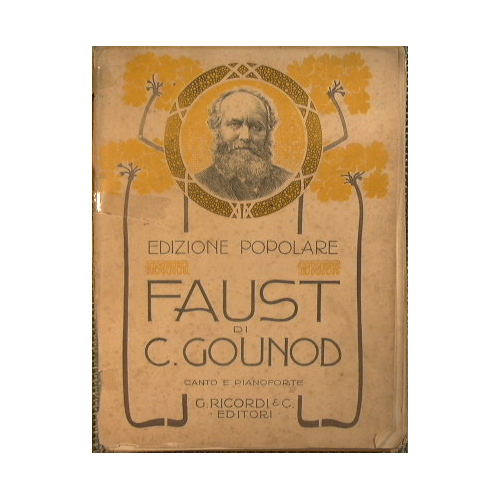 EDIZIONE POPOLARE
FAUST
DI
C. GOUNOD
CANTO E PIANOFORTE
G. RICORDI & C.
EDITORI